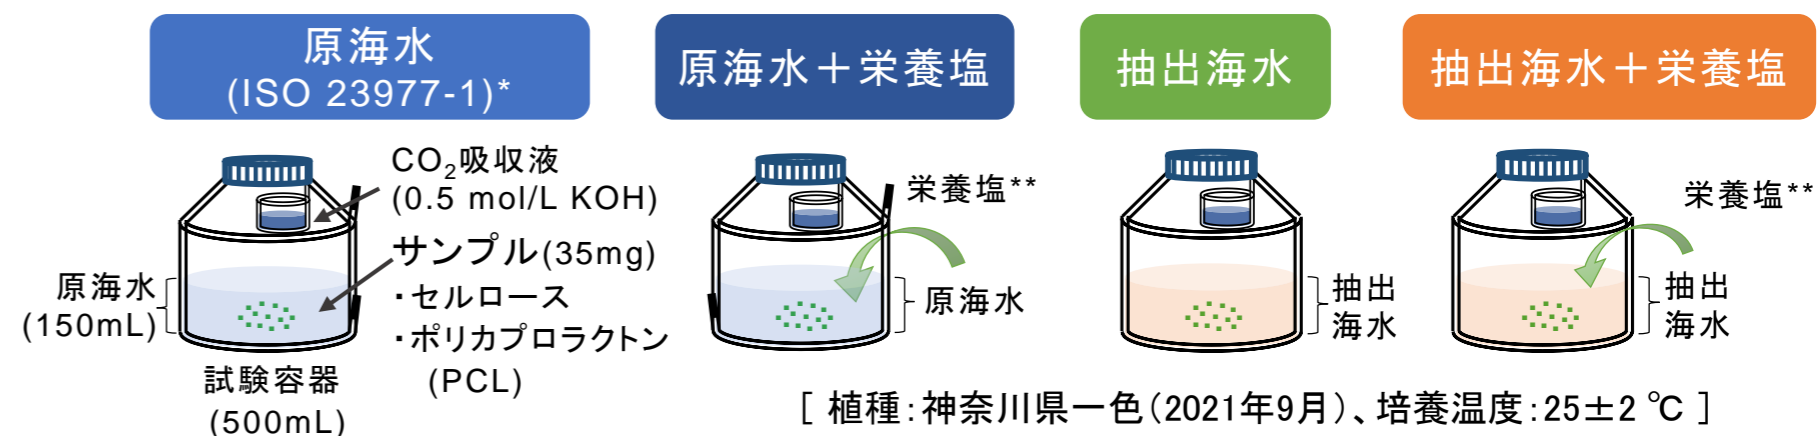 原海水
(ISO 23977-1)*
原海水＋栄養塩
抽出海水
抽出海水＋栄養塩
CO₂吸収液
(0.5 mol/L KOH)
サンプル(35mg)
・セルロース
・ポリカプロラクトン
(PCL)
原海水
(150mL)
試験容器
(500mL)
栄養塩**
原海水
抽出
海水
栄養塩**
抽出
海水
［ 植種：神奈川県一色（2021年9月）、培養温度：25±2 ℃ ］